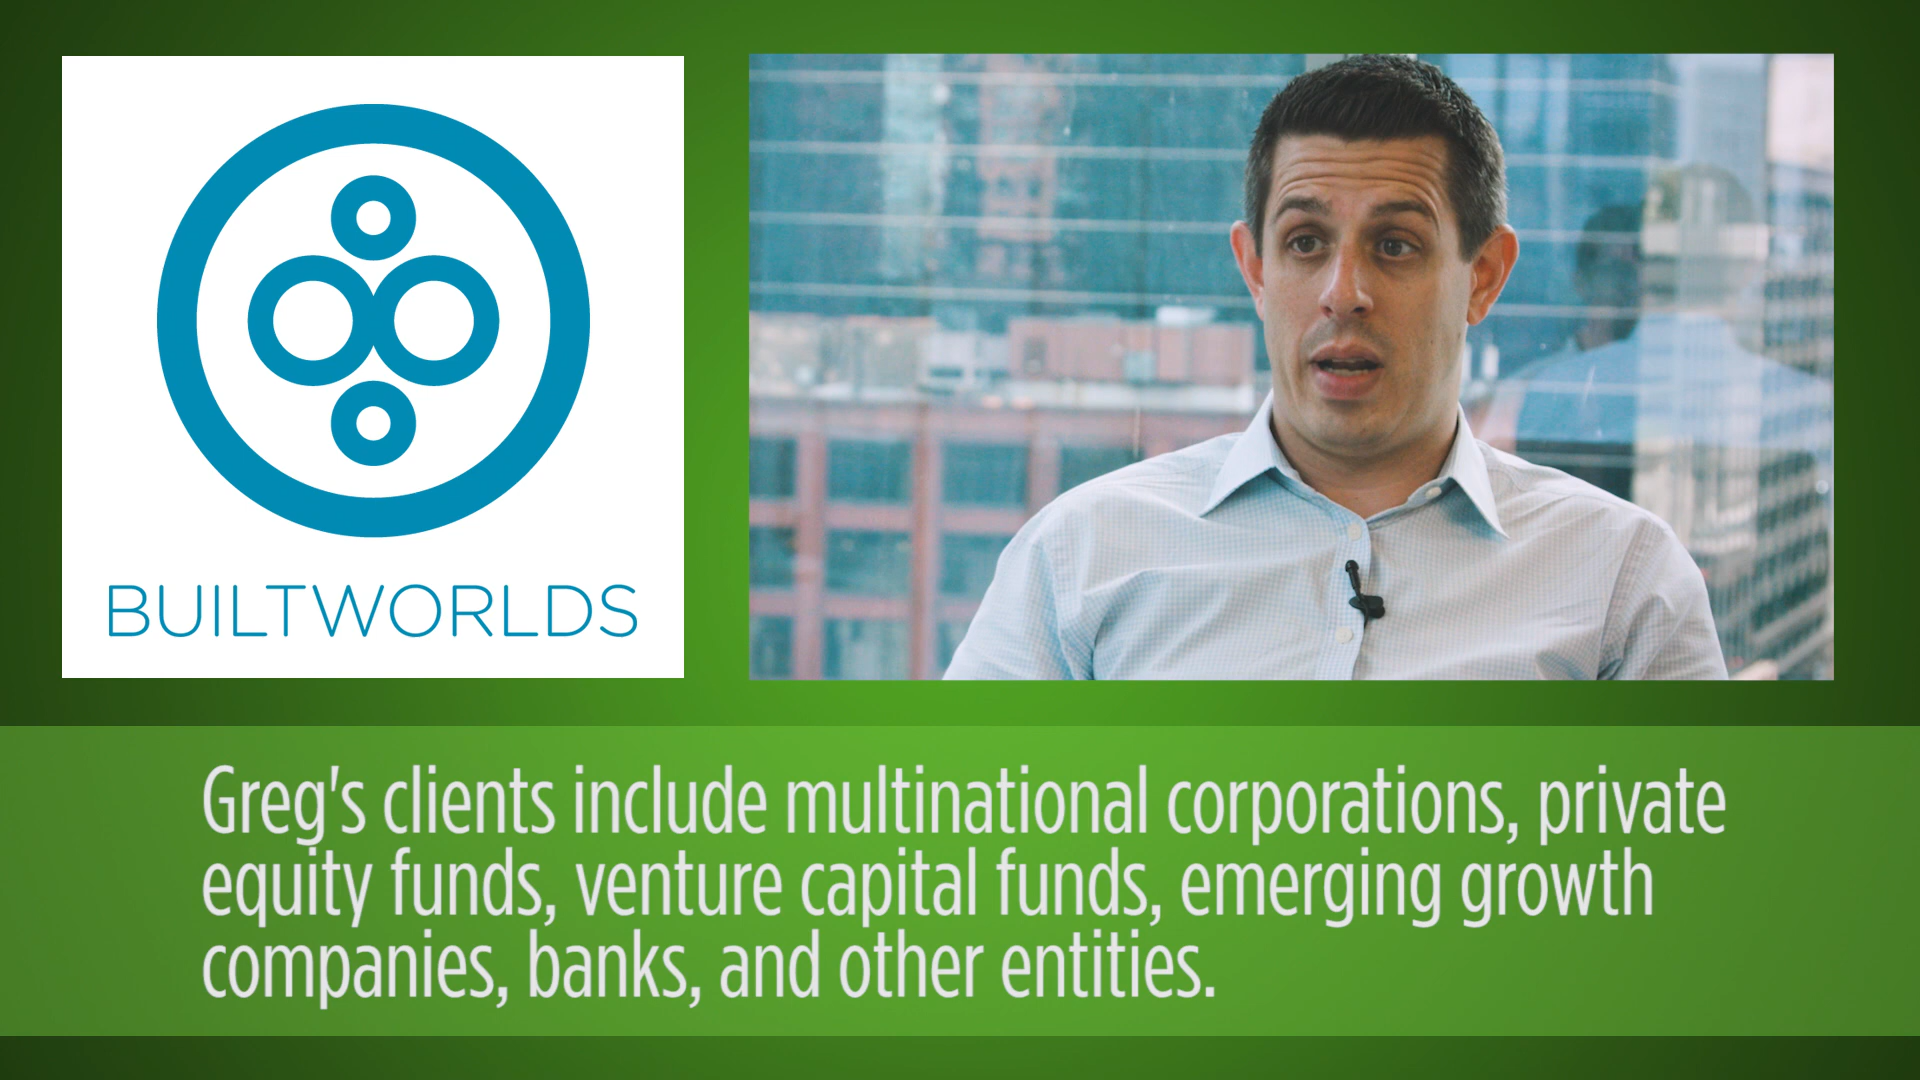 BUILTWORLDS
Greg's clients include multinational corporations, private
equity funds, venture capital funds, emerging growth
companies, banks, and other entities.